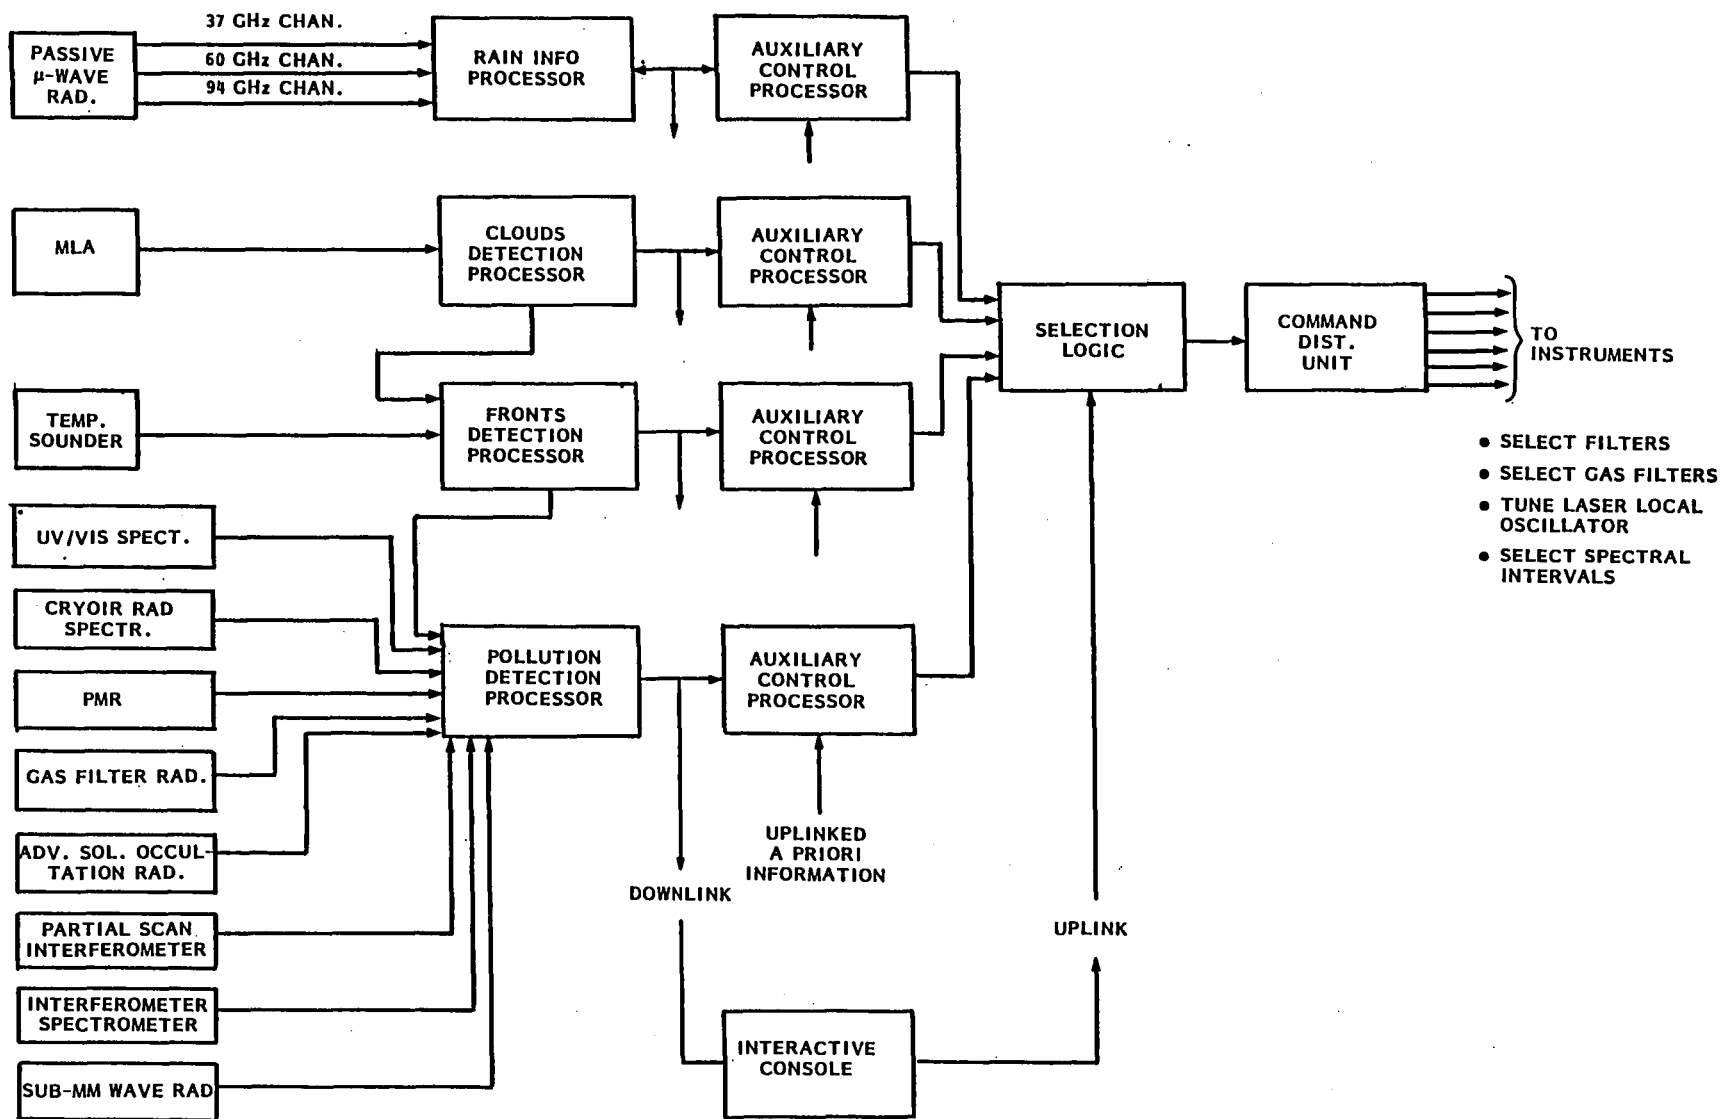 37 GHz CHAN.
60 GHz CHAN.
94 GHz CHAN.
PASSIVE
μ-WAVE
RAD.
RAIN INFO
PROCESSOR
AUXILIARY
CONTROL
PROCESSOR
MLA
CLOUDS
DETECTION
PROCESSOR
AUXILIARY
CONTROL
PROCESSOR
SELECTION
LOGIC
COMMAND
DIST.
UNIT
TO
INSTRUMENTS
TEMP.
SOUNDER
FRONTS
DETECTION
PROCESSOR
AUXILIARY
CONTROL
PROCESSOR
• SELECT FILTERS
• SELECT GAS FILTERS
• TUNE LASER LOCAL
OSCILLATOR
• SELECT SPECTRAL
INTERVALS
UV/VIS SPECT.
CRYOIR RAD
SPECTR.
PMR
GAS FILTER RAD.
ADV. SOL. OCCUL-
TATION RAD.
PARTIAL SCAN
INTERFEROMETER
INTERFEROMETER
SPECTROMETER
SUB-MM WAVE RAD
POLLUTION
DETECTION
PROCESSOR
AUXILIARY
CONTROL
PROCESSOR
UPLINKED
A PRIORI
INFORMATION
DOWNLINK
UPLINK
INTERACTIVE
CONSOLE